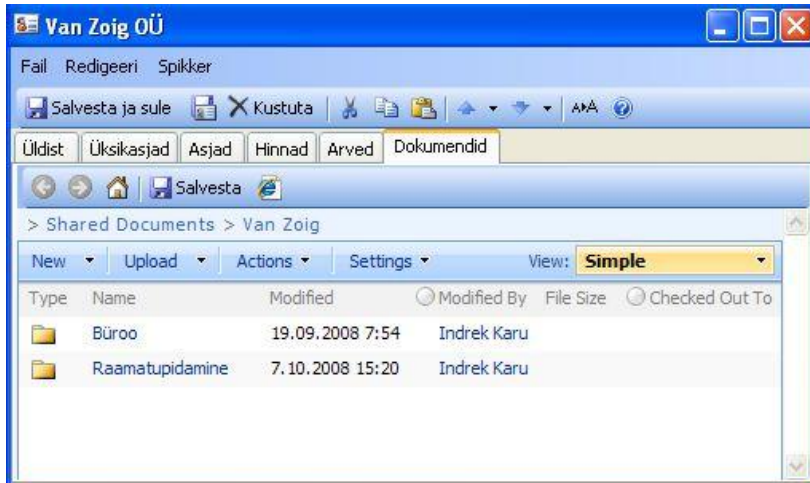 Van Zoig OÜ
Fail Redigeeri Spikker
Salvesta ja sule Kustuta
Üldist Üksikasjad Asjad Hinnad Arved Dokumendid
Salvesta
> Shared Documents > Van Zoig
New Upload Actions Settings View: Simple
Type Name Modified Modified By File Size Checked Out To
Büroo 19.09.2008 7:54 Indrek Karu
Raamatupidamine 7.10.2008 15:20 Indrek Karu